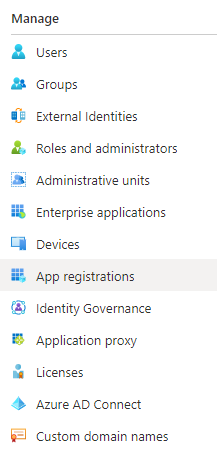 Manage
Users
Groups
External Identities
Roles and administrators
Administrative units
Enterprise applications
Devices
App registrations
Identity Governance
Application proxy
Licenses
Azure AD Connect
Custom domain names